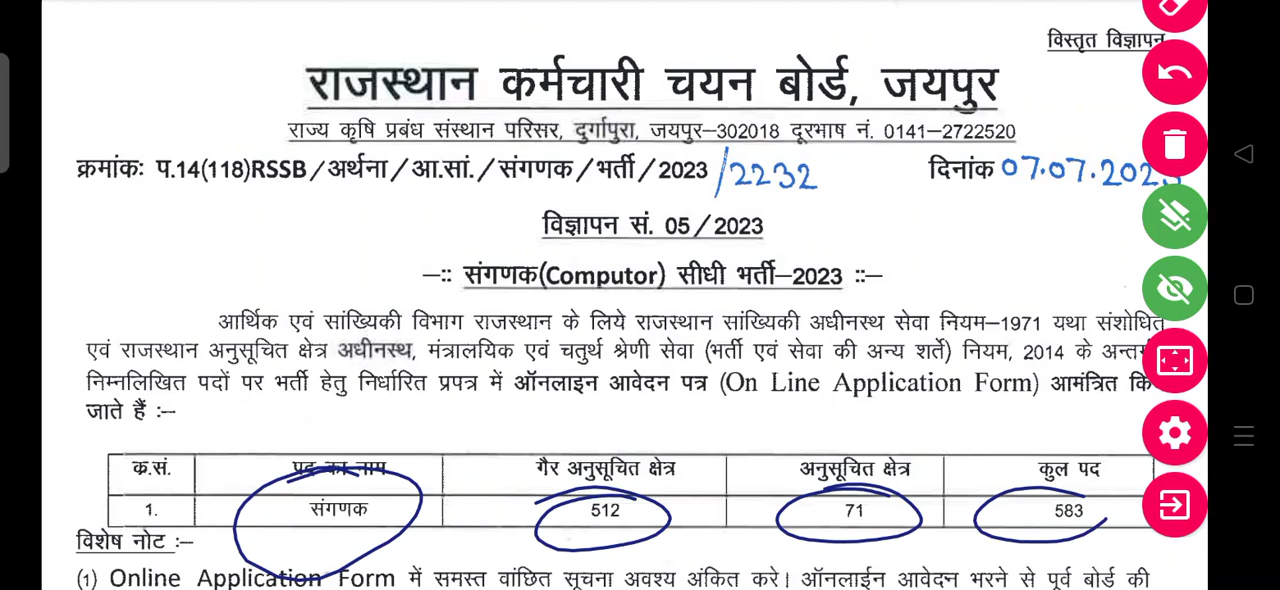 विस्तृत विज्ञापन
राजस्थान कर्मचारी चयन बोर्ड, जयपुर
राज्य कृषि प्रबंध संस्थान परिसर, दुर्गापुरा, जयपुर–302018 दूरभाष नं. 0141–2722520
क्रमांकः प.14(118)RSSB/अर्थना/आ.सां./संगणक/भर्ती/2023 /2232 दिनांक 07.07.2023
विज्ञापन सं. 05/2023
–:: संगणक(Computor) सीधी भर्ती–2023 ::–
आर्थिक एवं सांख्यिकी विभाग राजस्थान के लिये राजस्थान सांख्यिकी अधीनस्थ सेवा नियम–1971 यथा संशोधित
एवं राजस्थान अनुसूचित क्षेत्र अधीनस्थ, मंत्रालयिक एवं चतुर्थ श्रेणी सेवा (भर्ती एवं सेवा की अन्य शर्ते) नियम, 2014 के
निम्नलिखित पदों पर भर्ती हेतु निर्धारित प्रपत्र में ऑनलाइन आवेदन पत्र (On Line Application Form) आमंत्रित
जाते हैं :–
क्र.सं. पद का नाम गैर अनुसूचित क्षेत्र अनुसूचित क्षेत्र कुल पद
1. संगणक 512 71 583
विशेष नोट :–
(1) Online Application Form में समस्त वांछित सूचना अवश्य अंकित करे। ऑनलाईन आवेदन भरने से पूर्व बोर्ड की